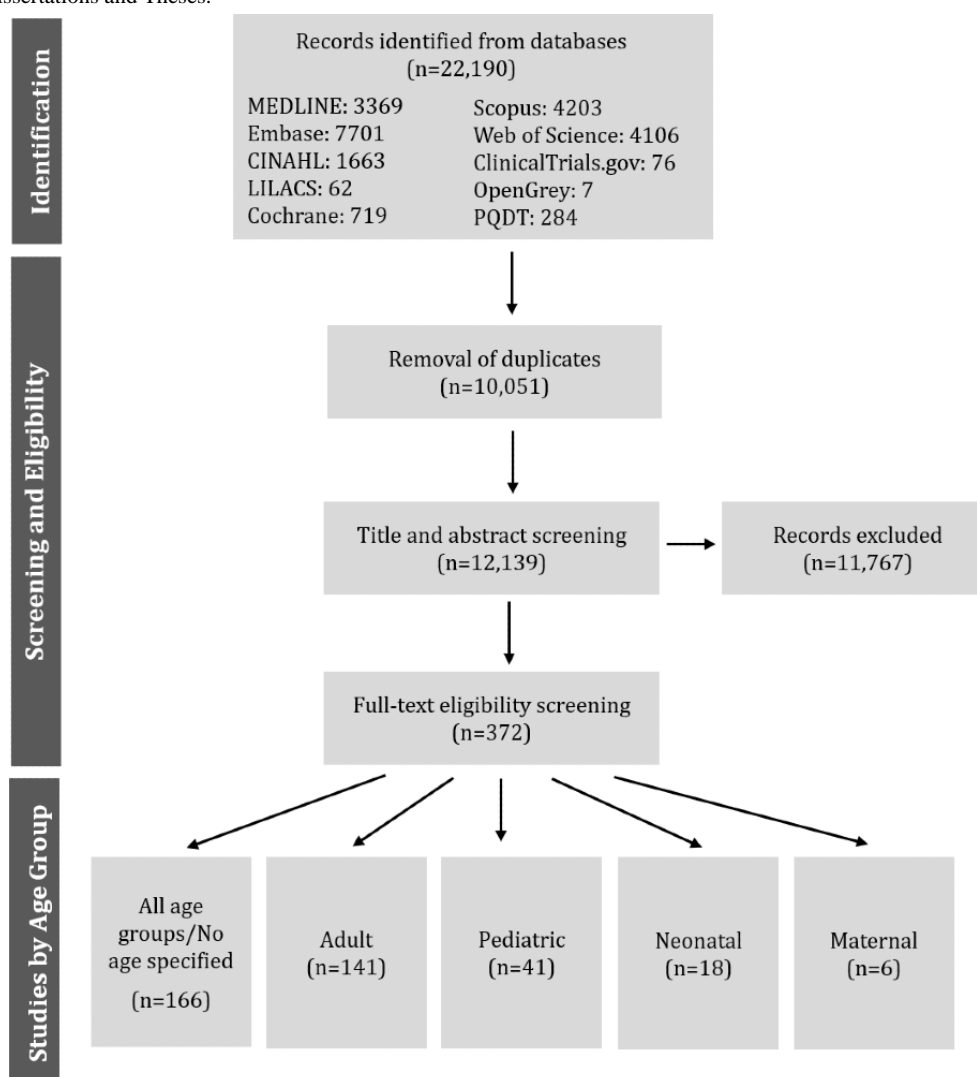 Dissertations and Theses.
Identification
Records identified from databases
(n=22,190)
MEDLINE: 3369
Embase: 7701
CINAHL: 1663
LILACS: 62
Cochrane: 719
Scopus: 4203
Web of Science: 4106
ClinicalTrials.gov: 76
OpenGrey: 7
PQDT: 284
Screening and Eligibility
Removal of duplicates
(n=10,051)
Title and abstract screening
(n=12,139)
Records excluded
(n=11,767)
Full-text eligibility screening
(n=372)
Studies by Age Group
All age
groups/No
age specified
(n=166)
Adult
(n=141)
Pediatric
(n=41)
Neonatal
(n=18)
Maternal
(n=6)